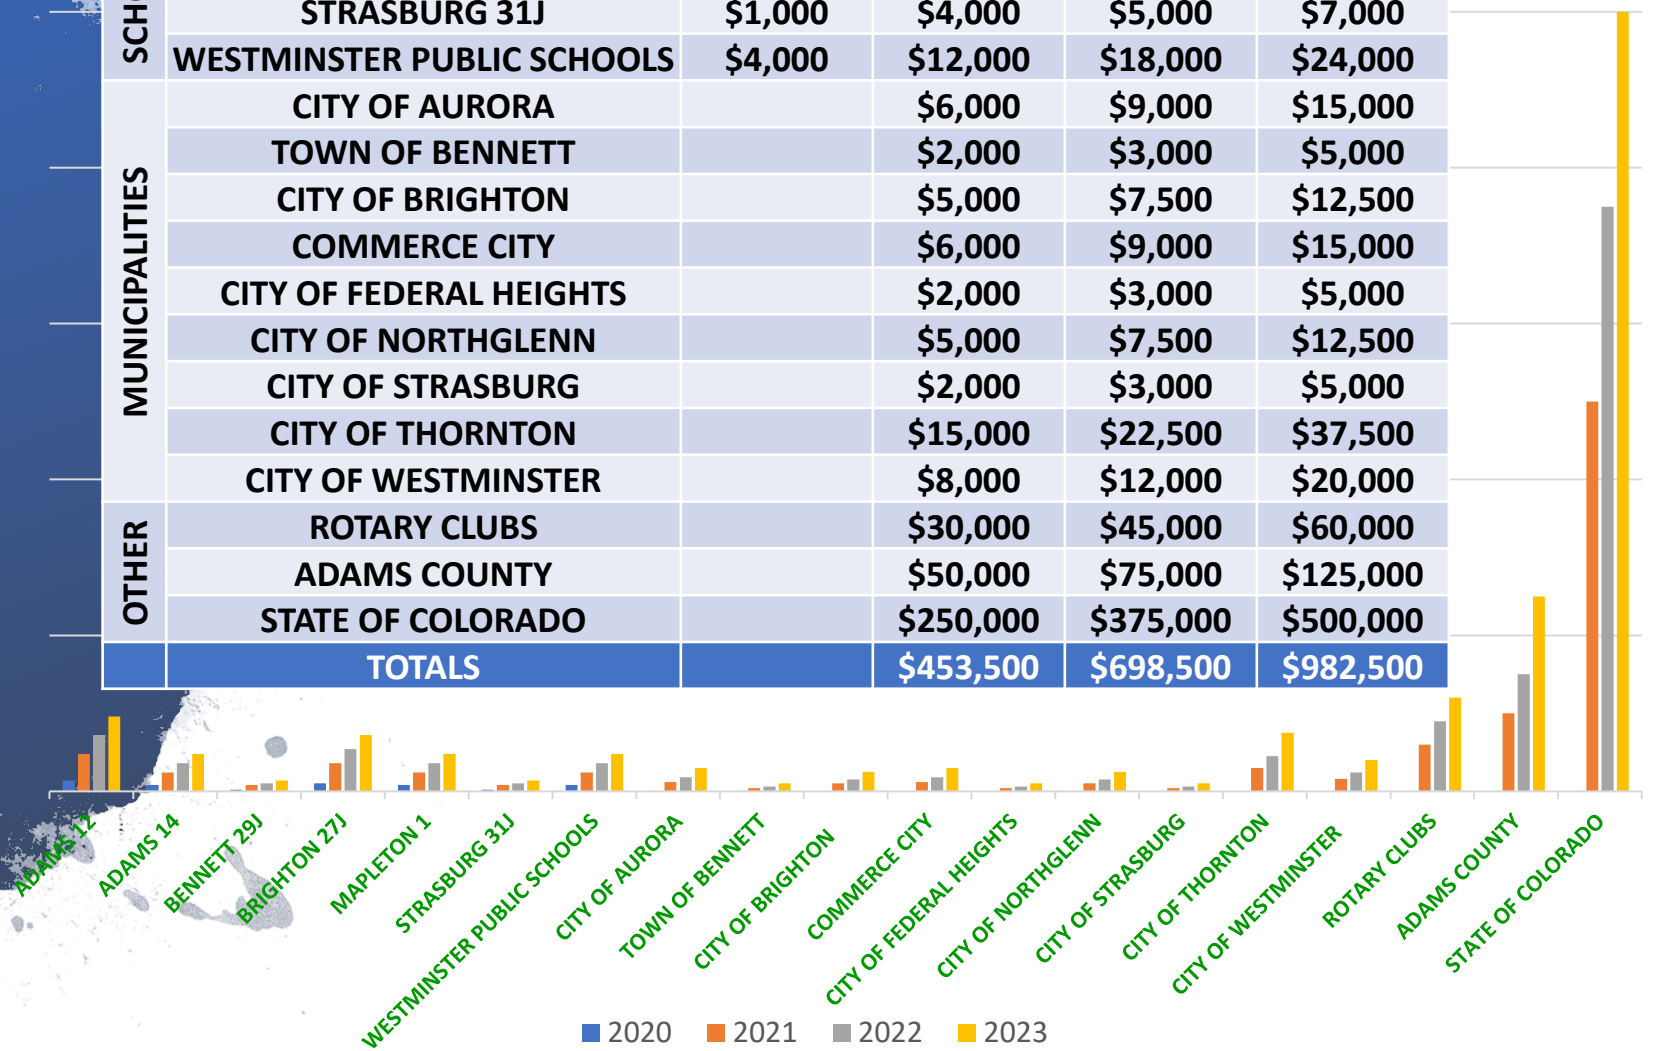 SCHO
STRASBURG 31J $1,000 $4,000 $5,000 $7,000
WESTMINSTER PUBLIC SCHOOLS $4,000 $12,000 $18,000 $24,000
MUNICIPALITIES
CITY OF AURORA $6,000 $9,000 $15,000
TOWN OF BENNETT $2,000 $3,000 $5,000
CITY OF BRIGHTON $5,000 $7,500 $12,500
COMMERCE CITY $6,000 $9,000 $15,000
CITY OF FEDERAL HEIGHTS $2,000 $3,000 $5,000
CITY OF NORTHGLENN $5,000 $7,500 $12,500
CITY OF STRASBURG $2,000 $3,000 $5,000
CITY OF THORNTON $15,000 $22,500 $37,500
CITY OF WESTMINSTER $8,000 $12,000 $20,000
OTHER
ROTARY CLUBS $30,000 $45,000 $60,000
ADAMS COUNTY $50,000 $75,000 $125,000
STATE OF COLORADO $250,000 $375,000 $500,000
TOTALS $453,500 $698,500 $982,500
ADAMS 12
ADAMS 14
BENNETT 29J
BRIGHTON 27J
MAPLETON 1
STRASBURG 31J
WESTMINSTER PUBLIC SCHOOLS
CITY OF AURORA
TOWN OF BENNETT
CITY OF BRIGHTON
COMMERCE CITY
CITY OF FEDERAL HEIGHTS
CITY OF NORTHGLENN
CITY OF STRASBURG
CITY OF THORNTON
CITY OF WESTMINSTER
ROTARY CLUBS
ADAMS COUNTY
STATE OF COLORADO
2020 2021 2022 2023